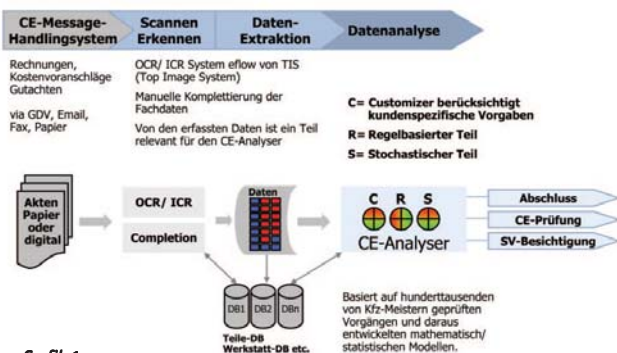 CE-Message-
Handlingsystem
Scannen
Erkennen
Daten-
Extraktion
Datenanalyse
Rechnungen,
Kostenvoranschläge
Gutachten
via GDV, Email,
Fax, Papier
OCR/ ICR System eflow von TIS
(Top Image System)
Manuelle Komplettierung der
Fachdaten
Von den erfassten Daten ist ein Teil
relevant für den CE-Analyser
C= Customizer berücksichtigt
kundenspezifische Vorgaben
R= Regelbasierter Teil
S= Stochastischer Teil
Akten
Papier
oder
digital
OCR/ ICR
Completion
Daten
C R S
CE-Analyser
Abschluss
CE-Prüfung
SV-Besichtigung
DB1 DB2 DBn
Teile-DB
Werkstatt-DB etc.
Basiert auf hunderttausenden
von Kfz-Meistern geprüften
Vorgängen und daraus
entwickelten mathematisch/
statistischen Modellen.